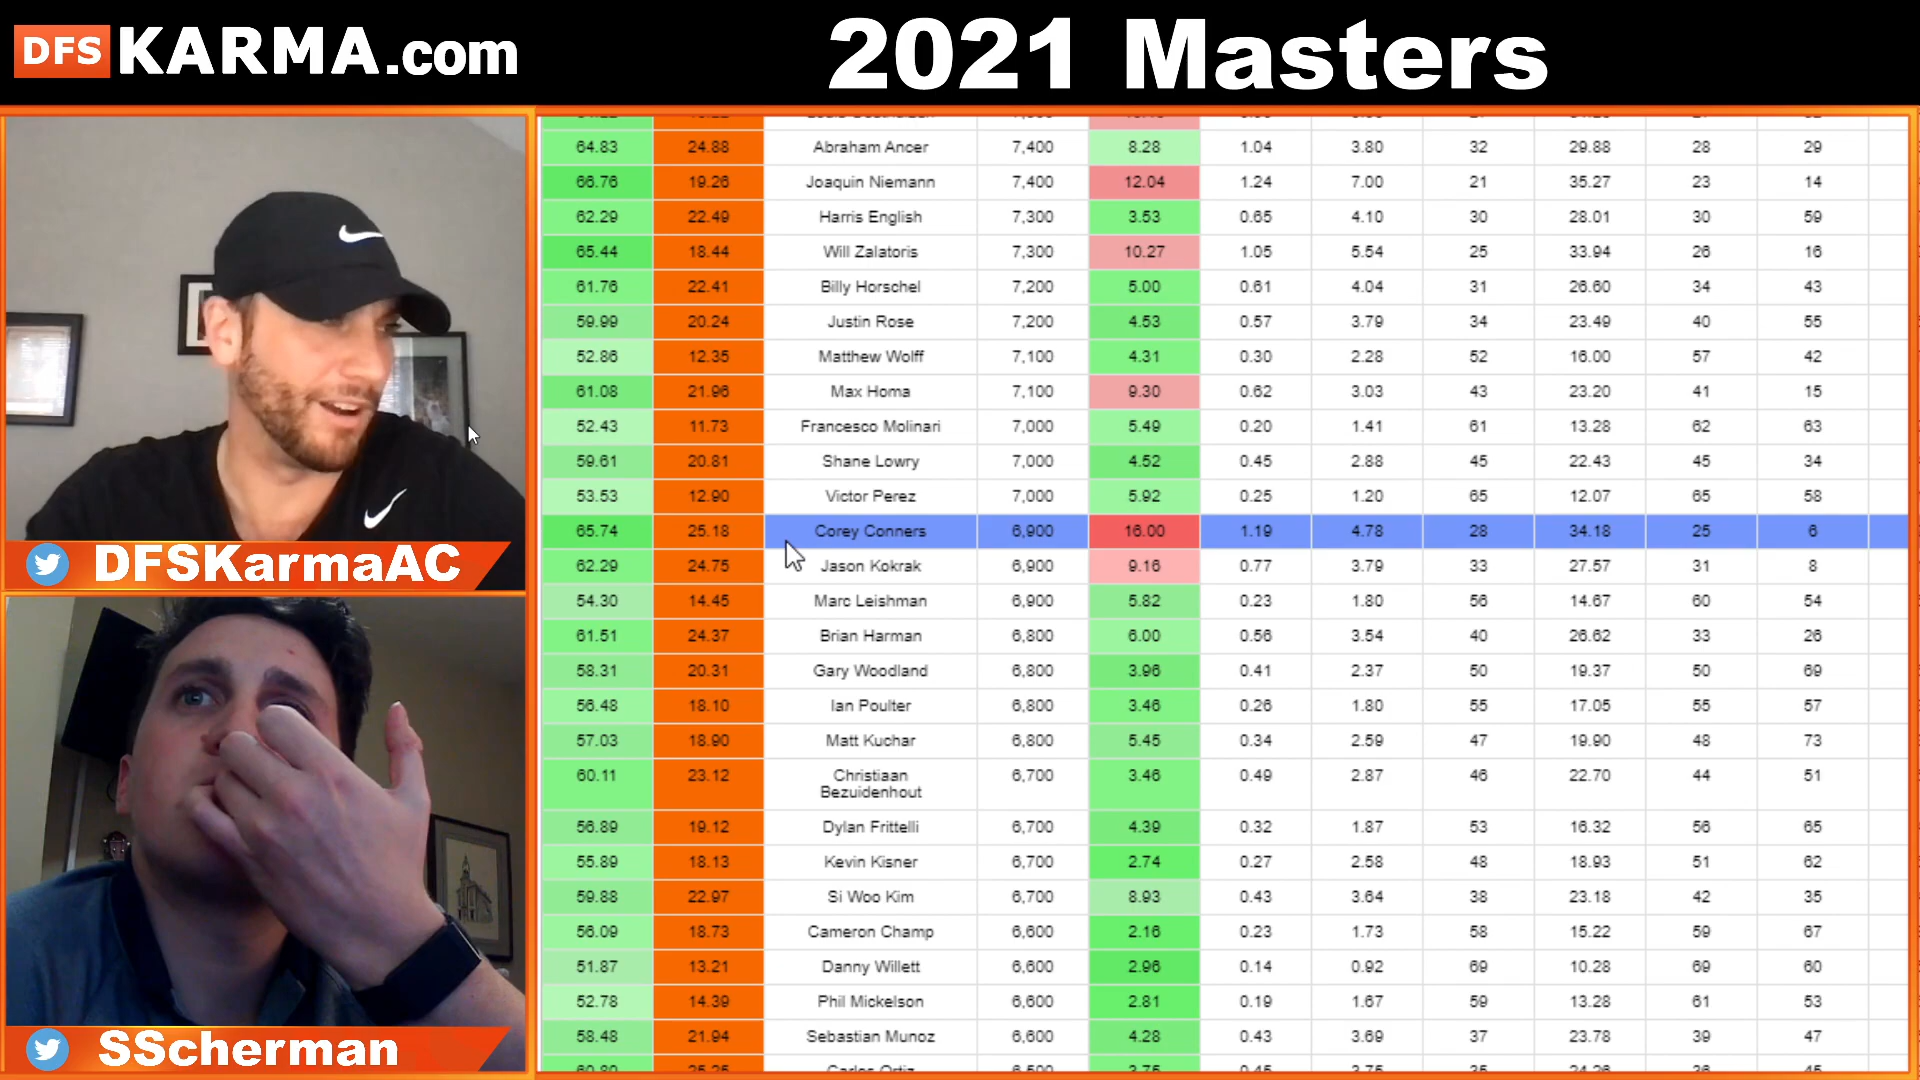 DFS KARMA.com
2021 Masters
64.83 24.88 Abraham Ancer 7,400 8.28 1.04 3.80 32 29.88 28 29
66.76 19.26 Joaquin Niemann 7,400 12.04 1.24 7.00 21 35.27 23 14
62.29 22.49 Harris English 7,300 3.53 0.65 4.10 30 28.01 30 59
65.44 18.44 Will Zalatoris 7,300 10.27 1.05 5.54 25 33.94 26 16
61.76 22.41 Billy Horschel 7,200 5.00 0.61 4.04 31 26.60 34 43
59.99 20.24 Justin Rose 7,200 4.53 0.57 3.79 34 23.49 40 55
52.86 12.35 Matthew Wolff 7,100 4.31 0.30 2.28 52 16.00 57 42
61.08 21.96 Max Homa 7,100 9.30 0.62 3.03 43 23.20 41 15
52.43 11.73 Francesco Molinari 7,000 5.49 0.20 1.41 61 13.28 62 63
59.61 20.81 Shane Lowry 7,000 4.52 0.45 2.88 45 22.43 45 34
53.53 12.90 Victor Perez 7,000 5.92 0.25 1.20 65 12.07 65 58
65.74 25.18 Corey Conners 6,900 16.00 1.19 4.78 28 34.18 25 6
62.29 24.75 Jason Kokrak 6,900 9.16 0.77 3.79 33 27.57 31 8
54.30 14.45 Marc Leishman 6,900 5.82 0.23 1.80 56 14.67 60 54
61.51 24.37 Brian Harman 6,800 6.00 0.56 3.54 40 26.62 33 26
58.31 20.31 Gary Woodland 6,800 3.96 0.41 2.37 50 19.37 50 69
56.48 18.10 Ian Poulter 6,800 3.46 0.26 1.80 55 17.05 55 57
57.03 18.90 Matt Kuchar 6,800 5.45 0.34 2.59 47 19.90 48 73
60.11 23.12 Christiaan 6,700 3.46 0.49 2.87 46 22.70 44 51
Bezuidenhout
56.89 19.12 Dylan Frittelli 6,700 4.39 0.32 1.87 53 16.32 56 65
55.89 18.13 Kevin Kisner 6,700 2.74 0.27 2.58 48 18.93 51 62
59.88 22.97 Si Woo Kim 6,700 8.93 0.43 3.64 38 23.18 42 35
56.09 18.73 Cameron Champ 6,600 2.16 0.23 1.73 58 15.22 59 67
51.87 13.21 Danny Willett 6,600 2.96 0.14 0.92 69 10.28 69 60
52.78 14.39 Phil Mickelson 6,600 2.81 0.19 1.67 59 13.28 61 53
58.48 21.94 Sebastian Munoz 6,600 4.28 0.43 3.69 37 23.78 39 47
DFSKarmaAC
SScherman